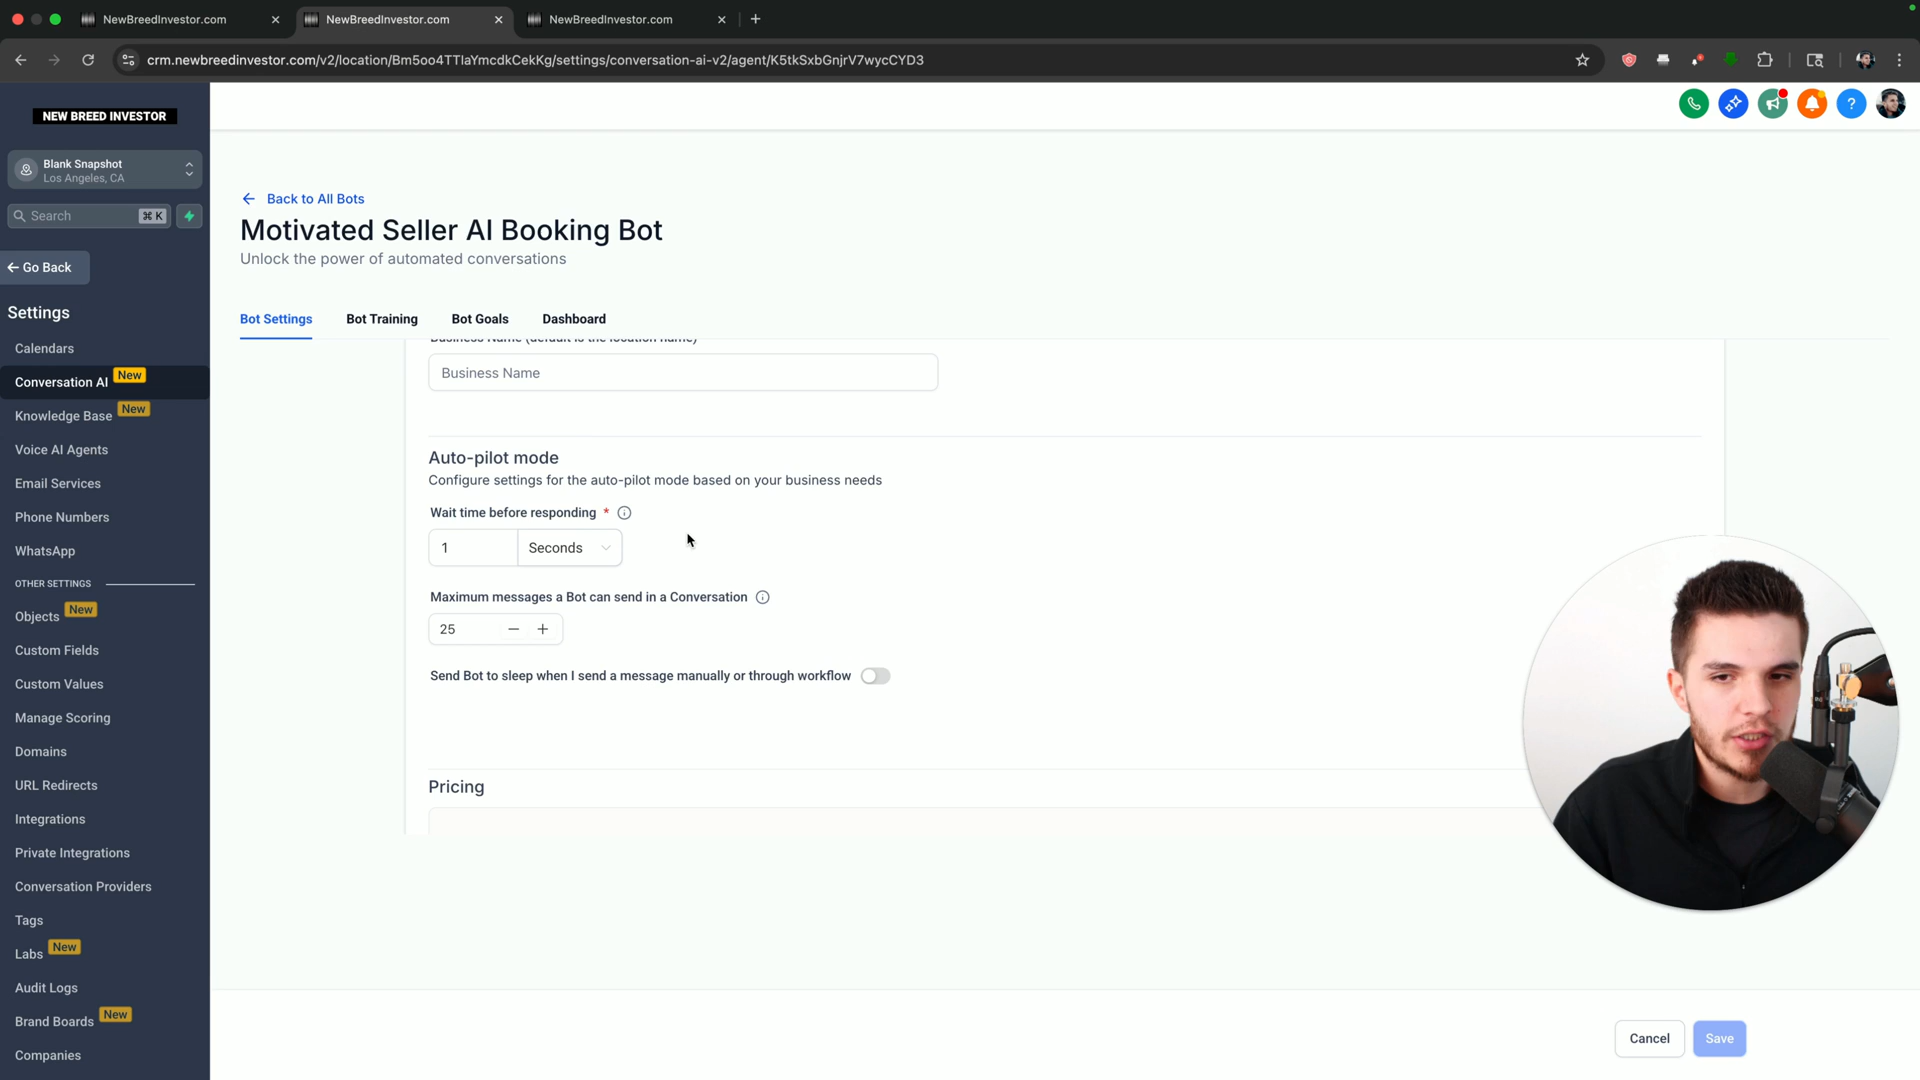 NewBreedInvestor.com
NewBreedInvestor.com
NewBreedInvestor.com
crm.newbreedinvestor.com/v2/location/Bm5oo4TTlaYmcdkCekKg/settings/conversation-ai-v2/agent/K5tkSxbGnjrV7wycCYD3
NEW BREED INVESTOR
Blank Snapshot
Los Angeles, CA
Search
⌘ K
Go Back
Settings
Calendars
Conversation AI New
Knowledge Base New
Voice AI Agents
Email Services
Phone Numbers
WhatsApp
OTHER SETTINGS
Objects New
Custom Fields
Custom Values
Manage Scoring
Domains
URL Redirects
Integrations
Private Integrations
Conversation Providers
Tags
Labs New
Audit Logs
Brand Boards New
Companies
Back to All Bots
Motivated Seller AI Booking Bot
Unlock the power of automated conversations
Bot Settings
Bot Training
Bot Goals
Dashboard
Business Name (default is the location name)
Business Name
Auto-pilot mode
Configure settings for the auto-pilot mode based on your business needs
Wait time before responding *
1
Seconds
Maximum messages a Bot can send in a Conversation
25
Send Bot to sleep when I send a message manually or through workflow
Pricing
Cancel
Save